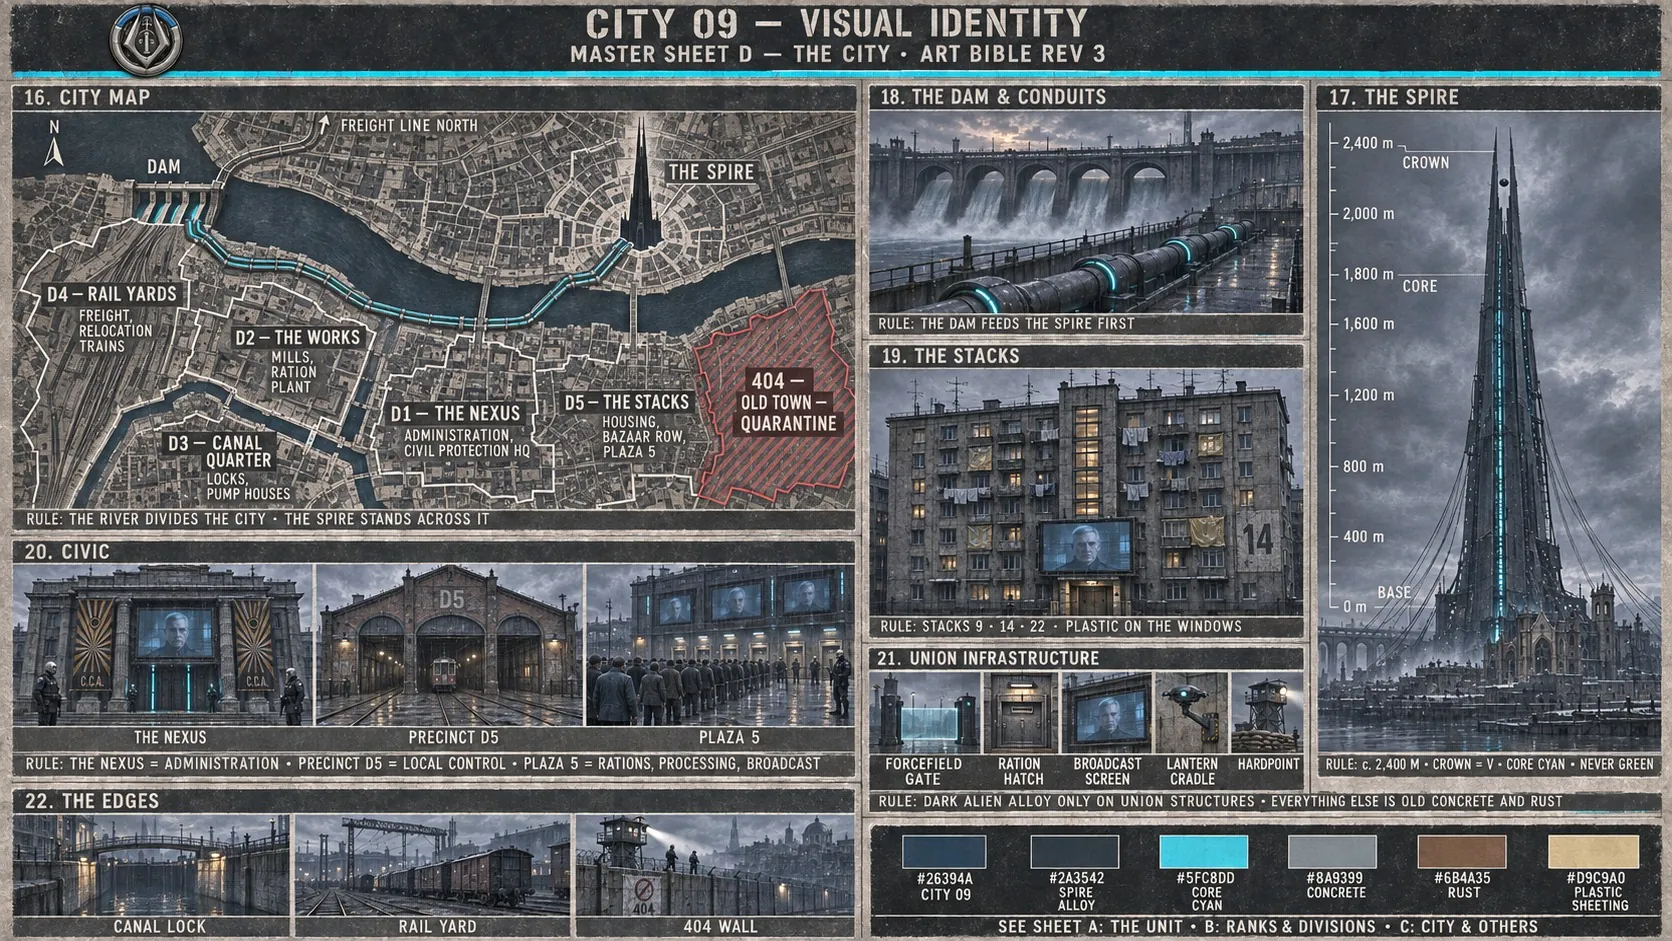 CITY 09 — VISUAL IDENTITY
MASTER SHEET D — THE CITY • ART BIBLE REV 3
16. CITY MAP
N
FREIGHT LINE NORTH
DAM
THE SPIRE
D4 — RAIL YARDS
FREIGHT,
RELOCATION
TRAINS
D2 — THE WORKS
MILLS,
RATION
PLANT
D3 — CANAL
QUARTER
LOCKS,
PUMP HOUSES
D1 — THE NEXUS
ADMINISTRATION,
CIVIL PROTECTION HQ
D5 — THE STACKS
HOUSING,
BAZAAR ROW,
PLAZA 5
404 —
OLD TOWN —
QUARANTINE
RULE: THE RIVER DIVIDES THE CITY • THE SPIRE STANDS ACROSS IT
18. THE DAM & CONDUITS
RULE: THE DAM FEEDS THE SPIRE FIRST
17. THE SPIRE
2,400 m
CROWN
2,000 m
1,800 m
CORE
1,600 m
1,200 m
800 m
400 m
BASE
0 m
RULE: c. 2,400 M • CROWN = V • CORE CYAN • NEVER GREEN
19. THE STACKS
14
RULE: STACKS 9 • 14 • 22 • PLASTIC ON THE WINDOWS
20. CIVIC
C.C.A.
C.C.A.
D5
THE NEXUS
PRECINCT D5
PLAZA 5
RULE: THE NEXUS = ADMINISTRATION • PRECINCT D5 = LOCAL CONTROL • PLAZA 5 = RATIONS, PROCESSING, BROADCAST
21. UNION INFRASTRUCTURE
FORCEFIELD
GATE
RATION
HATCH
BROADCAST
SCREEN
LANTERN
CRADLE
HARDPOINT
RULE: DARK ALIEN ALLOY ONLY ON UNION STRUCTURES • EVERYTHING ELSE IS OLD CONCRETE AND RUST
22. THE EDGES
404
CANAL LOCK
RAIL YARD
404 WALL
#26394A
CITY 09
#2A3542
SPIRE
ALLOY
#5FC8DD
CORE
CYAN
#8A9399
CONCRETE
#6B4A35
RUST
#D9C9A0
PLASTIC
SHEETING
SEE SHEET A: THE UNIT • B: RANKS & DIVISIONS • C: CITY & OTHERS